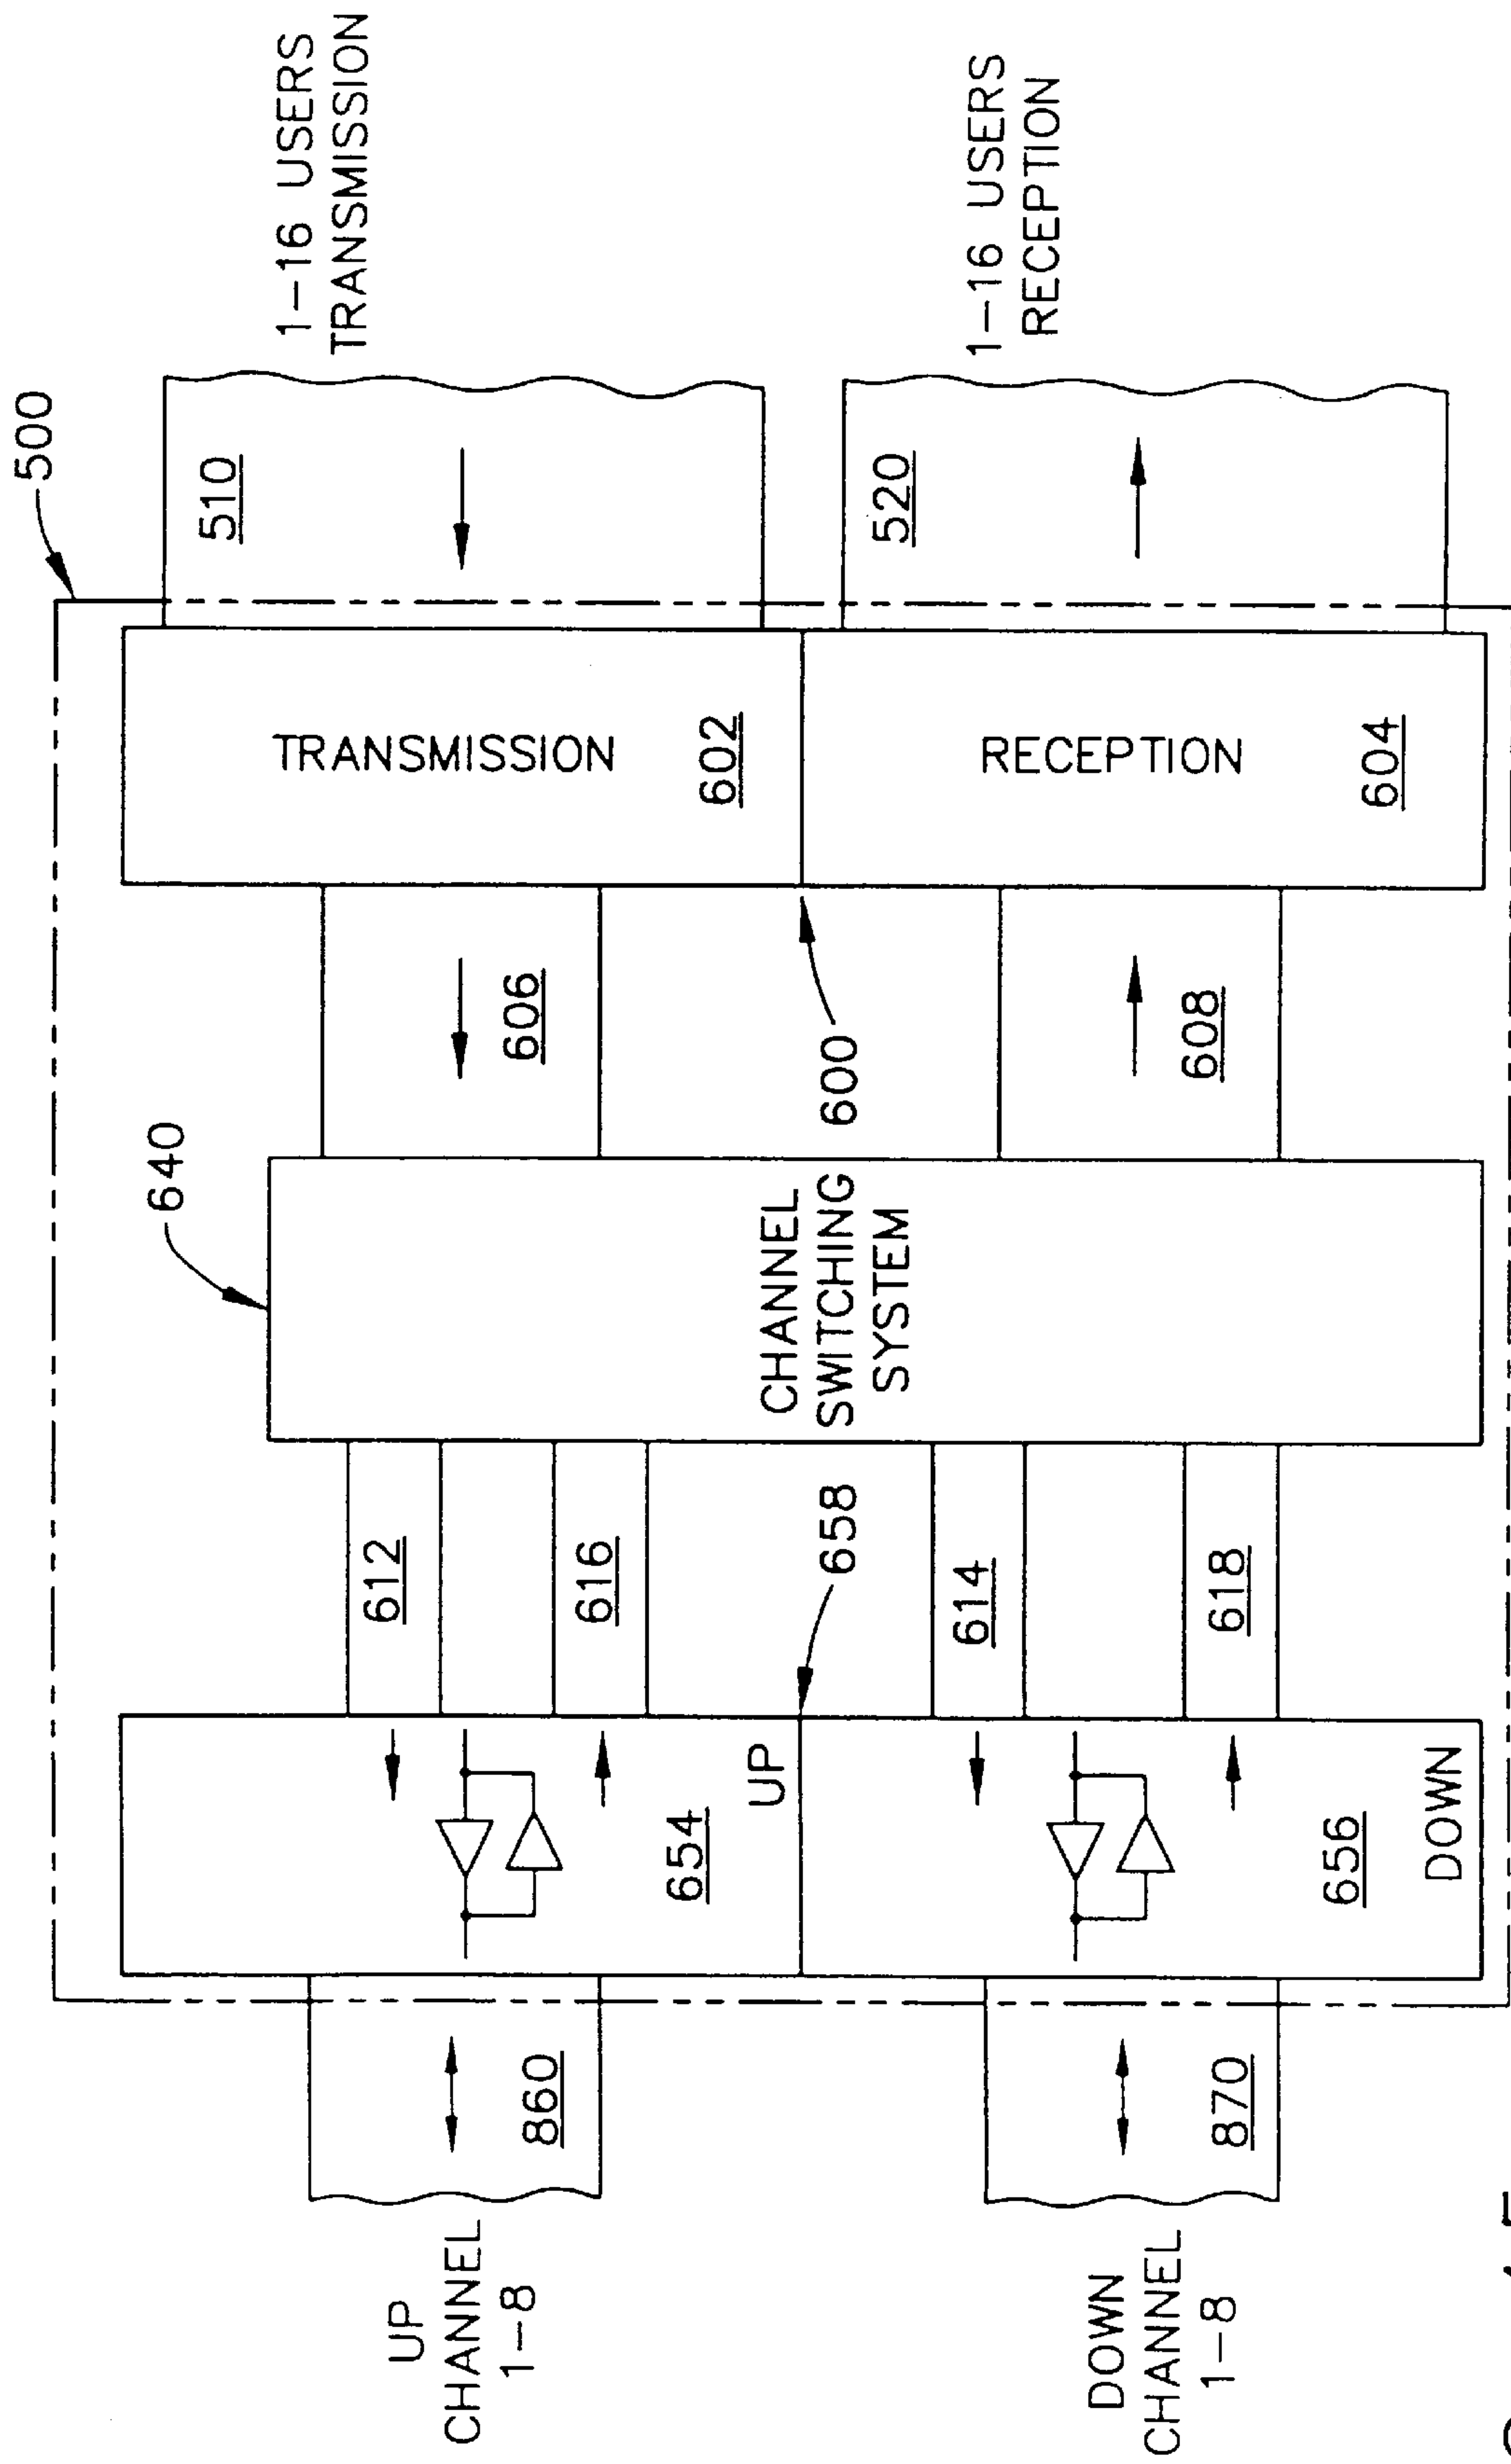 500
640
1-16 USERS
TRANSMISSION
510
612
606
UP
CHANNEL
1-8
860
616
654
UP
TRANSMISSION
602
658
600
CHANNEL
SWITCHING
SYSTEM
520
1-16 USERS
RECEPTION
614
RECEPTION
DOWN
CHANNEL
1-8
870
618
608
656
604
DOWN